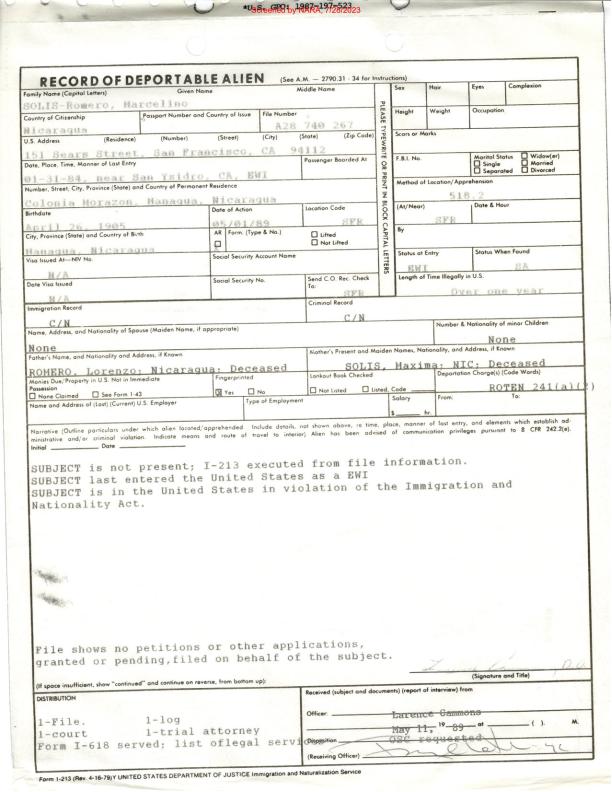 *U.S. GPO: 1987-197-523
Screened by NARA, 7/28/2023
RECORD OF DEPORTABLE ALIEN (See A.M. — 2790.31 - 34 for Instructions)
Family Name (Capital Letters) Given Name Middle Name
SOLIS-Romero, Marcelino
Sex Hair Eyes Complexion
Country of Citizenship Passport Number and Country of Issue File Number
Nicaragua A28 740 267
Height Weight Occupation
U.S. Address (Residence) (Number) (Street) (City) (State) (Zip Code)
151 Sears Street, San Francisco, CA 94112
Scars or Marks
Date, Place, Time, Manner of Last Entry Passenger Boarded At
01-31-84, near San Ysidro, CA, EWI
F.B.I. No. Marital Status
Single Widow(er) Married
Separated Divorced
Number, Street, City, Province (State) and Country of Permanent Residence
Colonia Morazon, Managua, Nicaragua
Method of Location/Apprehension
518.2
Birthdate Date of Action Location Code
April 26, 1905 05/01/89 SFR
(At/Near) Date & Hour
SFR
City, Province (State) and Country of Birth AR Form. (Type & No.) Lifted Not Lifted
Managua, Nicaragua
By
Visa Issued At—NIV No. Social Security Account Name
N/A
Status at Entry Status When Found
EWI SA
Date Visa Issued Social Security No. Send C.O. Rec. Check To:
N/A SFR
Length of Time Illegally in U.S.
Over one year
PLEASE TYPEWRITE OR PRINT IN BLOCK CAPITAL LETTERS
Immigration Record Criminal Record
C/N C/N
Name, Address, and Nationality of Spouse (Maiden Name, if appropriate) Number & Nationality of minor Children
None None
Father's Name, and Nationality and Address, if Known Mother's Present and Maiden Names, Nationality, and Address, if Known
ROMERO, Lorenzo; Nicaragua; Deceased SOLIS, Maxima; NIC; Deceased
Monies Due/Property in U.S. Not in Immediate Possession Fingerprinted Lookout Book Checked Deportation Charge(s) (Code Words)
None Claimed See Form 1-43 Yes No Not Listed Listed, Code ROTEN 241(a)(2)
Name and Address of (Last) (Current) U.S. Employer Type of Employment Salary From: To:
$ hr.
Narrative (Outline particulars under which alien located/apprehended. Include details, not shown above, re time, place, manner of last entry, and elements which establish ad-
ministrative and/or criminal violation. Indicate means and route of travel to interior) Alien has been advised of communication privileges pursuant to 8 CFR 242.2(e).
Initial Date
SUBJECT is not present; I-213 executed from file information.
SUBJECT last entered the United States as a EWI
SUBJECT is in the United States in violation of the Immigration and
Nationality Act.
File shows no petitions or other applications,
granted or pending,filed on behalf of the subject.
(Signature and Title)
(If space insufficient, show "continued" and continue on reverse, from bottom up):
DISTRIBUTION
1-File. 1-log
1-court 1-trial attorney
Form I-618 served; list oflegal services
Received (subject and documents) (report of interview) from
Officer: Larence Gammons
May 11, 19 89 at ( ). M.
Disposition OSC requested
(Receiving Officer)
Form 1-213 (Rev. 4-16-79)Y UNITED STATES DEPARTMENT OF JUSTICE Immigration and Naturalization Service